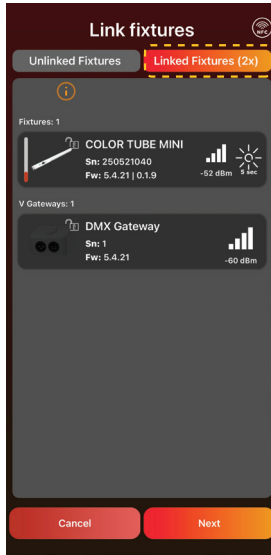 Link fixtures
NFC
Unlinked Fixtures
Linked Fixtures (2x)
i
Fixtures: 1
COLOR TUBE MINI
Sn: 250521040
Fw: 5.4.21 | 0.1.9
-52 dBm
5 sec
V Gateways: 1
DMX Gateway
Sn: 1
Fw: 5.4.21
-60 dBm
Cancel
Next